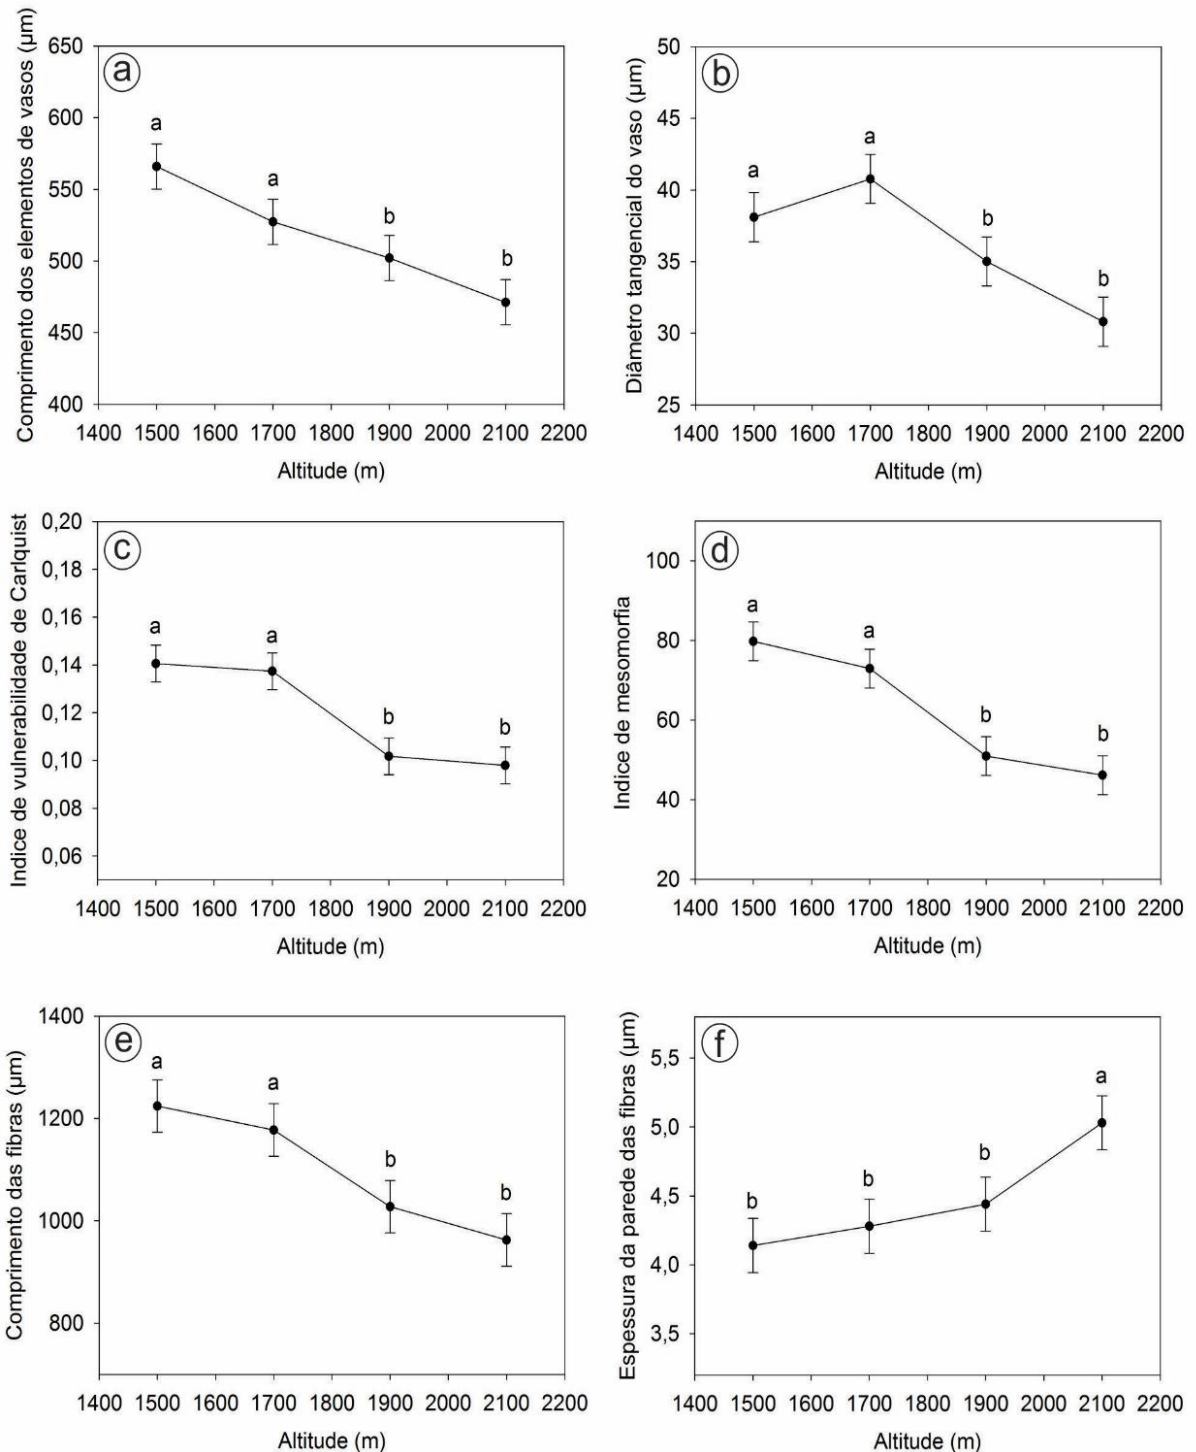 a
Comprimento dos elementos de vasos (µm)
650
600
550
500
450
400
a
a
b
b
1400 1500 1600 1700 1800 1900 2000 2100 2200
Altitude (m)
b
Diâmetro tangencial do vaso (µm)
50
45
40
35
30
25
a
a
b
b
1400 1500 1600 1700 1800 1900 2000 2100 2200
Altitude (m)
c
Indice de vulnerabilidade de Carlquist
0,20
0,18
0,16
0,14
0,12
0,10
0,08
0,06
a
a
b
b
1400 1500 1600 1700 1800 1900 2000 2100 2200
Altitude (m)
d
Indice de mesomorfia
100
80
60
40
20
a
a
b
b
1400 1500 1600 1700 1800 1900 2000 2100 2200
Altitude (m)
e
Comprimento das fibras (µm)
1400
1200
1000
800
a
a
b
b
1400 1500 1600 1700 1800 1900 2000 2100 2200
Altitude (m)
f
Espessura da parede das fibras (µm)
5,5
5,0
4,5
4,0
3,5
b
b
b
a
1400 1500 1600 1700 1800 1900 2000 2100 2200
Altitude (m)